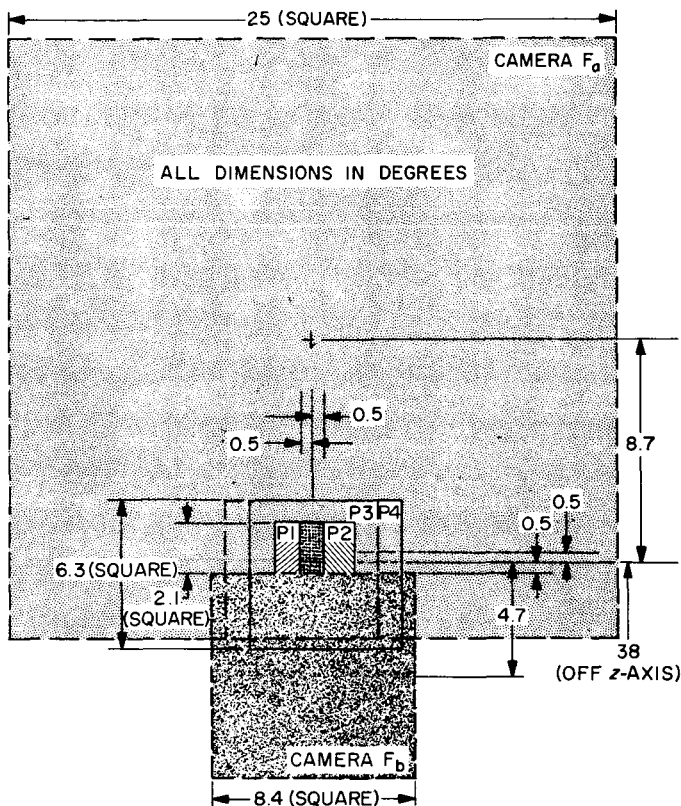 25 (SQUARE)
CAMERA Fa
ALL DIMENSIONS IN DEGREES
0.5
0.5
8.7
0.5
0.5
P3 P4
P1 P2
6.3 (SQUARE)
2.1
(SQUARE)
4.7
38
(OFF z-AXIS)
CAMERA Fb
8.4 (SQUARE)